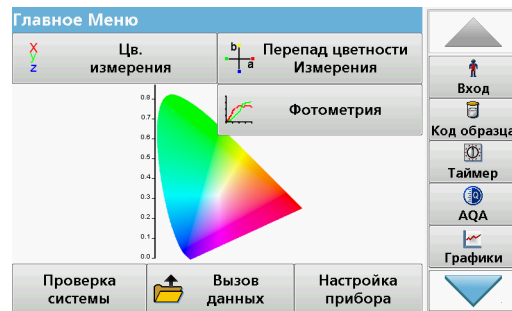 Главное Меню
x
y
z
Цв.
измерения
b
a
Перепад цветности
Измерения
Фотометрия
0.8
0.7
0.6
0.5
0.4
0.3
0.2
0.1
0.0
Проверка
системы
Вызов
данных
Настройка
прибора
Вход
Код образца
Таймер
AQA
Графики